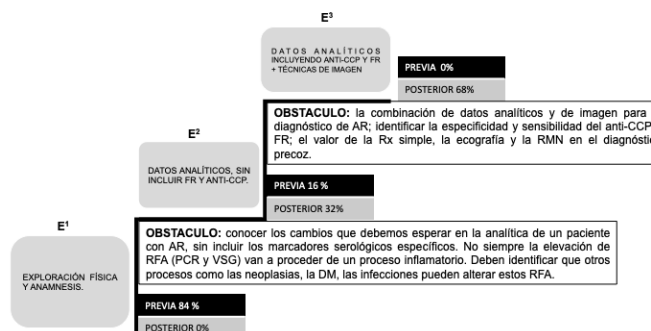 E³
DATOS ANALÍTICOS
INCLUYENDO ANTI-CCP Y FR
+ TÉCNICAS DE IMAGEN
PREVIA 0%
POSTERIOR 68%
OBSTACULO: la combinación de datos analíticos y de imagen para
diagnóstico de AR; identificar la especificidad y sensibilidad del anti-CCP
FR; el valor de la Rx simple, la ecografía y la RMN en el
precoz.
E²
DATOS ANALÍTICOS, SIN
INCLUIR FR Y ANTI-CCP.
PREVIA 16 %
POSTERIOR 32%
OBSTACULO: conocer los cambios que debemos esperar en la analítica de un paciente
con AR, sin incluir los marcadores serológicos específicos. No siempre la elevación de
RFA (PCR y VSG) van a proceder de un proceso inflamatorio. Deben identificar que otros
procesos como las neoplasias, la DM, las infecciones pueden alterar estos RFA.
E¹
EXPLORACIÓN FÍSICA
Y ANAMNESIS.
PREVIA 84 %
POSTERIOR 0%